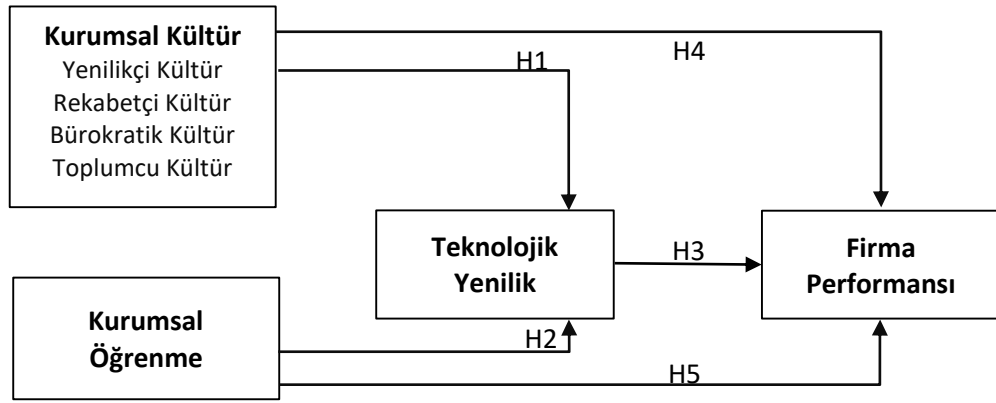 Kurumsal Kültür
Yenilikçi Kültür
Rekabetçi Kültür
Bürokratik Kültür
Toplumcu Kültür
H1
H4
Teknolojik
Yenilik
H3
Firma
Performansı
Kurumsal
Öğrenme
H2
H5